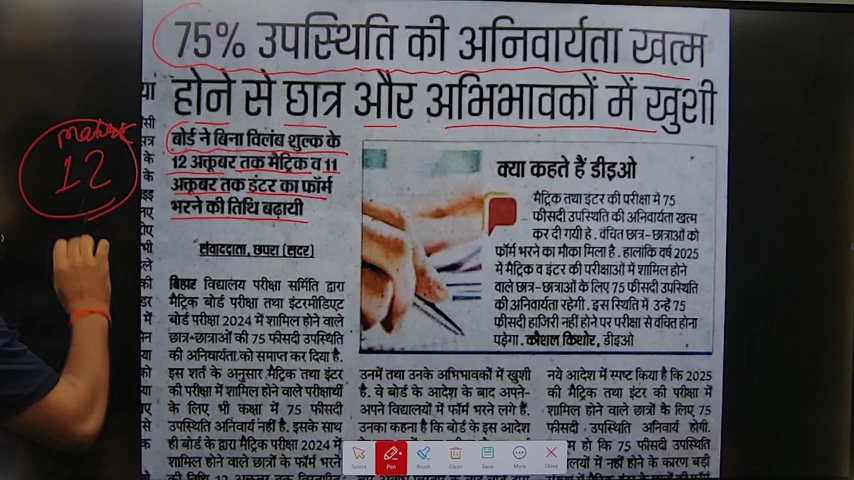 75% उपस्थिति की अनिवार्यता खत्म
होने से छात्र और अभिभावकों में खुशी
बोर्ड ने बिना विलंब शुल्क के
12 अक्तूबर तक मैट्रिक व 11
अक्तूबर तक इंटर का फॉर्म
भरने की तिथि बढ़ायी
संवाददाता, छपरा (सदर)
बिहार विद्यालय परीक्षा समिति द्वारा
मैट्रिक बोर्ड परीक्षा तथा इंटरमीडिएट
बोर्ड परीक्षा 2024 में शामिल होने वाले
छात्र-छात्राओं की 75 फीसदी उपस्थिति
की अनिवार्यता को समाप्त कर दिया है.
इस शर्त के अनुसार मैट्रिक तथा इंटर
की परीक्षा में शामिल होने वाले परीक्षार्थी
के लिए भी कक्षा में 75 फीसदी
उपस्थिति अनिवार्य नहीं है. इसके साथ
ही बोर्ड के द्वारा मैट्रिक परीक्षा 2024 में
शामिल होने वाले छात्रों के फॉर्म भरने
की तिथि 12 अक्तूबर तक
क्या कहते हैं डीइओ
मैट्रिक तथा इंटर की परीक्षा में 75
फीसदी उपस्थिति की अनिवार्यता खत्म
कर दी गयी है. वंचित छात्र-छात्राओं को
फॉर्म भरने का मौका मिला है. हालांकि वर्ष 2025
में मैट्रिक व इंटर की परीक्षाओं में शामिल होने
वाले छात्र-छात्राओं के लिए 75 फीसदी उपस्थिति
की अनिवार्यता रहेगी. इस स्थिति में उन्हें 75
फीसदी हाजिरी नहीं होने पर परीक्षा से वंचित होना
पड़ेगा. कौशल किशोर, डीइओ
उनमें तथा उनके अभिभावकों में खुशी
है. वे बोर्ड के आदेश के बाद अपने-
अपने विद्यालयों में फॉर्म भरने लगे हैं.
उनका कहना है कि बोर्ड के इस आदेश
नये आदेश में स्पष्ट किया है कि 2025
की मैट्रिक तथा इंटर की परीक्षा में
शामिल होने वाले छात्रों के लिए 75
फीसदी उपस्थिति अनिवार्य होगी.
हो कि 75 फीसदी उपस्थिति
में नहीं होने के कारण बड़ी
12
Select Pen Brush Clean Save More Close